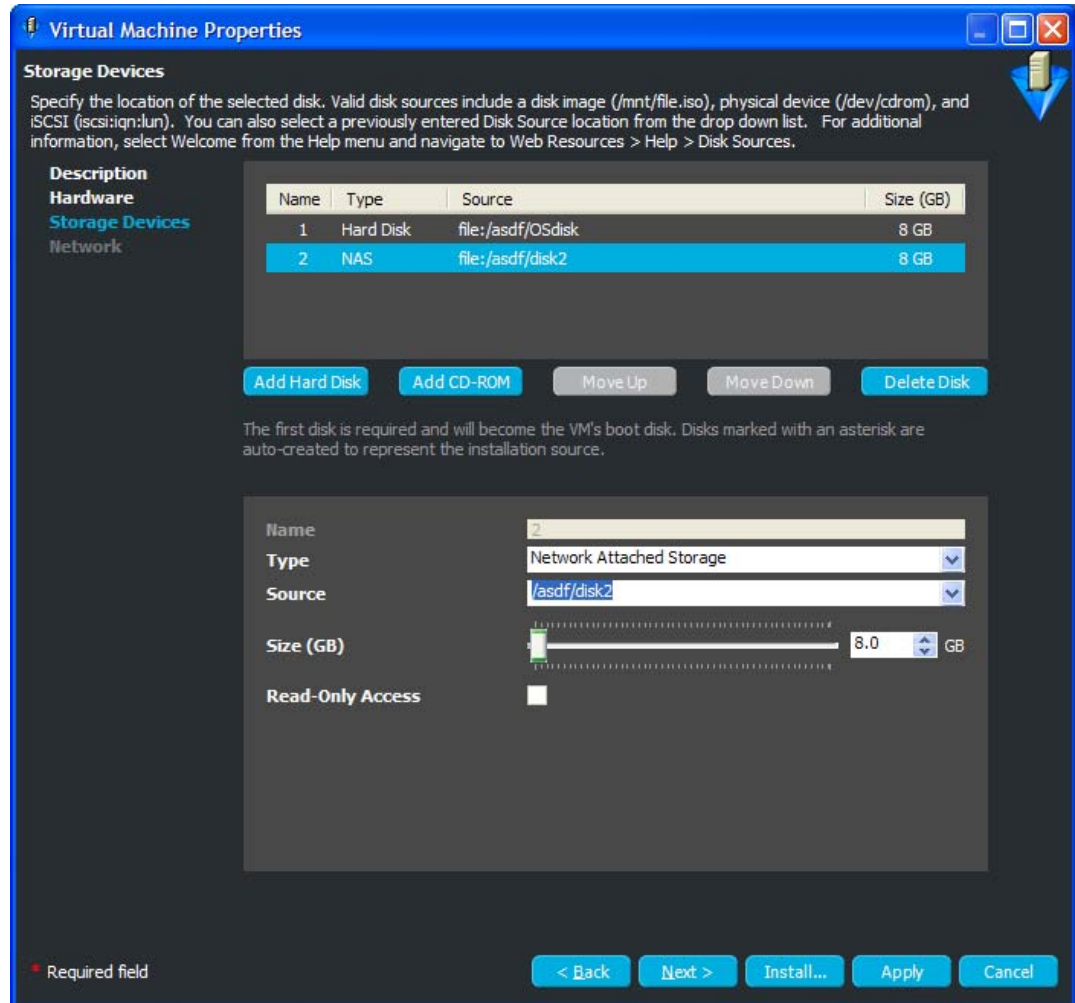 Virtual Machine Properties
Storage Devices
Specify the location of the selected disk. Valid disk sources include a disk image (/mnt/file.iso), physical device (/dev/cdrom), and
iSCSI (iscsi:iqn:lun). You can also select a previously entered Disk Source location from the drop down list. For additional
information, select Welcome from the Help menu and navigate to Web Resources > Help > Disk Sources.
Description
Hardware
Storage Devices
Network
Name Type Source Size (GB)
1 Hard Disk file:/asdf/OSdisk 8 GB
2 NAS file:/asdf/disk2 8 GB
Add Hard Disk Add CD-ROM Move Up Move Down Delete Disk
The first disk is required and will become the VM's boot disk. Disks marked with an asterisk are
auto-created to represent the installation source.
Name 2
Type Network Attached Storage
Source /asdf/disk2
Size (GB) 8.0 GB
Read-Only Access
* Required field < Back Next > Install... Apply Cancel